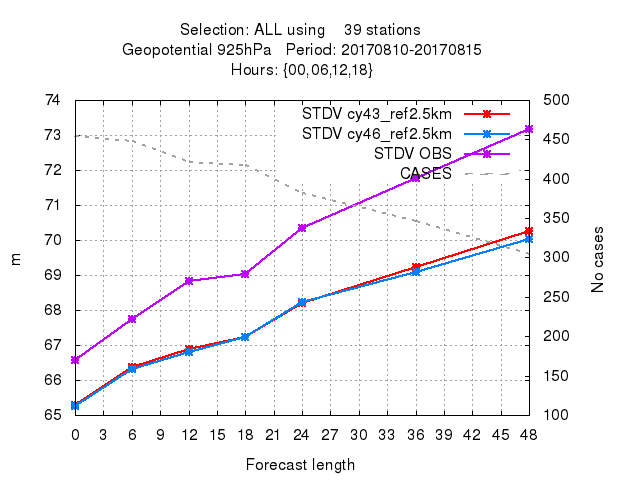 Selection: ALL using    39 stations
Geopotential 925hPa   Period: 20170810-20170815
Hours: {00,06,12,18}
STDV cy43_ref2.5km
STDV cy46_ref2.5km
STDV OBS
CASES
74
73
72
71
70
69
68
67
66
65
m
500
450
400
350
300
250
200
150
100
No cases
0 3 6 9 12 15 18 21 24 27 30 33 36 39 42 45 48
Forecast length